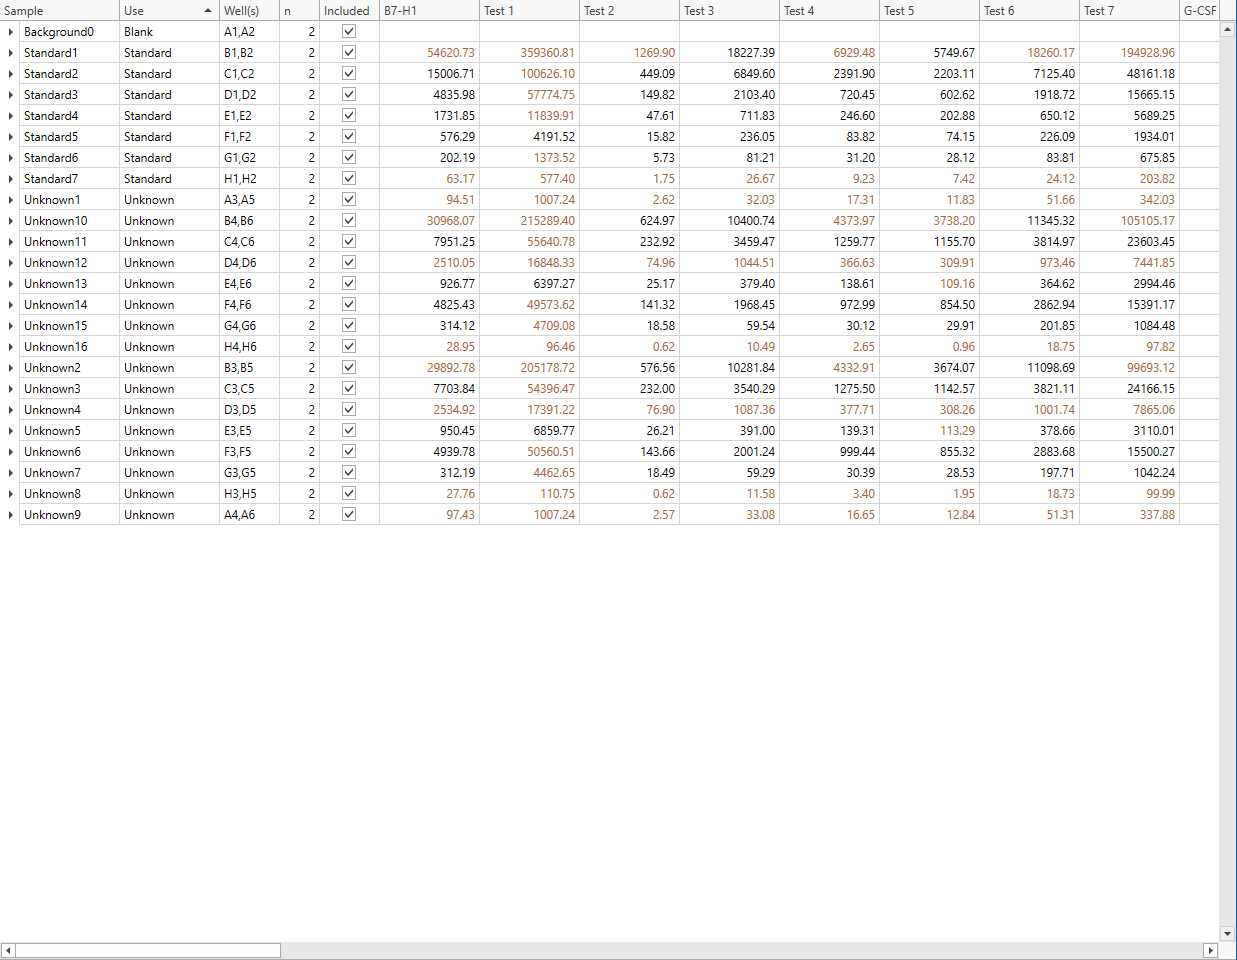 Sample Use Well(s) n Included B7-H1 Test 1 Test 2 Test 3 Test 4 Test 5 Test 6 Test 7 G-CSF
Background0 Blank A1,A2 2
Standard1 Standard B1,B2 2 54620.73 359360.81 1269.90 18227.39 6929.48 5749.67 18260.17 194928.96
Standard2 Standard C1,C2 2 15006.71 100626.10 449.09 6849.60 2391.90 2203.11 7125.40 48161.18
Standard3 Standard D1,D2 2 4835.98 57774.75 149.82 2103.40 720.45 602.62 1918.72 15665.15
Standard4 Standard E1,E2 2 1731.85 11839.91 47.61 711.83 246.60 202.88 650.12 5689.25
Standard5 Standard F1,F2 2 576.29 4191.52 15.82 236.05 83.82 74.15 226.09 1934.01
Standard6 Standard G1,G2 2 202.19 1373.52 5.73 81.21 31.20 28.12 83.81 675.85
Standard7 Standard H1,H2 2 63.17 577.40 1.75 26.67 9.23 7.42 24.12 203.82
Unknown1 Unknown A3,A5 2 94.51 1007.24 2.62 32.03 17.31 11.83 51.66 342.03
Unknown10 Unknown B4,B6 2 30968.07 215289.40 624.97 10400.74 4373.97 3738.20 11345.32 105105.17
Unknown11 Unknown C4,C6 2 7951.25 55640.78 232.92 3459.47 1259.77 1155.70 3814.97 23603.45
Unknown12 Unknown D4,D6 2 2510.05 16848.33 74.96 1044.51 366.63 309.91 973.46 7441.85
Unknown13 Unknown E4,E6 2 926.77 6397.27 25.17 379.40 138.61 109.16 364.62 2994.46
Unknown14 Unknown F4,F6 2 4825.43 49573.62 141.32 1968.45 972.99 854.50 2862.94 15391.17
Unknown15 Unknown G4,G6 2 314.12 4709.08 18.58 59.54 30.12 29.91 201.85 1084.48
Unknown16 Unknown H4,H6 2 28.95 96.46 0.62 10.49 2.65 0.96 18.75 97.82
Unknown2 Unknown B3,B5 2 29892.78 205178.72 576.56 10281.84 4332.91 3674.07 11098.69 99693.12
Unknown3 Unknown C3,C5 2 7703.84 54396.47 232.00 3540.29 1275.50 1142.57 3821.11 24166.15
Unknown4 Unknown D3,D5 2 2534.92 17391.22 76.90 1087.36 377.71 308.26 1001.74 7865.06
Unknown5 Unknown E3,E5 2 950.45 6859.77 26.21 391.00 139.31 113.29 378.66 3110.01
Unknown6 Unknown F3,F5 2 4939.78 50560.51 143.66 2001.24 999.44 855.32 2883.68 15500.27
Unknown7 Unknown G3,G5 2 312.19 4462.65 18.49 59.29 30.39 28.53 197.71 1042.24
Unknown8 Unknown H3,H5 2 27.76 110.75 0.62 11.58 3.40 1.95 18.73 99.99
Unknown9 Unknown A4,A6 2 97.43 1007.24 2.57 33.08 16.65 12.84 51.31 337.88